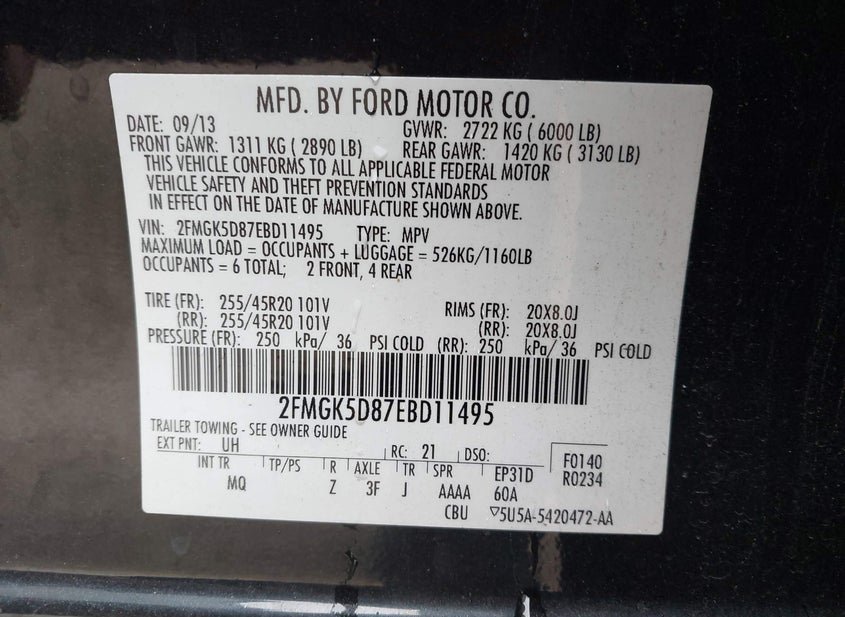 MFD. BY FORD MOTOR CO.
DATE: 09/13 GVWR: 2722 KG ( 6000 LB)
FRONT GAWR: 1311 KG ( 2890 LB) REAR GAWR: 1420 KG ( 3130 LB)
THIS VEHICLE CONFORMS TO ALL APPLICABLE FEDERAL MOTOR
VEHICLE SAFETY AND THEFT PREVENTION STANDARDS
IN EFFECT ON THE DATE OF MANUFACTURE SHOWN ABOVE.
VIN: 2FMGK5D87EBD11495 TYPE: MPV
MAXIMUM LOAD = OCCUPANTS + LUGGAGE = 526KG/1160LB
OCCUPANTS = 6 TOTAL; 2 FRONT, 4 REAR
TIRE (FR): 255/45R20 101V RIMS (FR): 20X8.0J
(RR): 255/45R20 101V (RR): 20X8.0J
PRESSURE (FR): 250 kPa/ 36 PSI COLD (RR): 250 kPa/ 36 PSI COLD
2FMGK5D87EBD11495
TRAILER TOWING - SEE OWNER GUIDE
EXT PNT: UH RC: 21 DSO: F0140
INT TR TP/PS R AXLE TR SPR EP31D R0234
MQ Z 3F J AAAA 60A
CBU ▽5U5A-5420472-AA